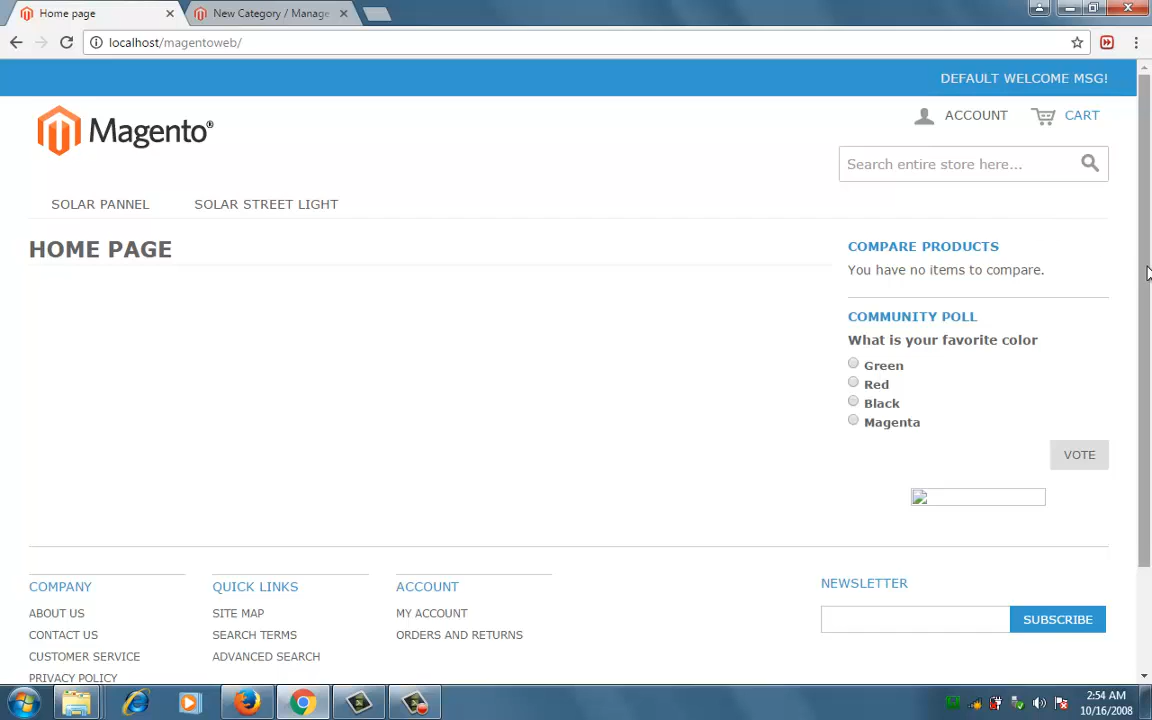 Home page
New Category / Manage
localhost/magentoweb/
DEFAULT WELCOME MSG!
Magento®
ACCOUNT
CART
Search entire store here...
SOLAR PANNEL
SOLAR STREET LIGHT
HOME PAGE
COMPARE PRODUCTS
You have no items to compare.
COMMUNITY POLL
What is your favorite color
Green
Red
Black
Magenta
VOTE
COMPANY
ABOUT US
CONTACT US
CUSTOMER SERVICE
PRIVACY POLICY
QUICK LINKS
SITE MAP
SEARCH TERMS
ADVANCED SEARCH
ACCOUNT
MY ACCOUNT
ORDERS AND RETURNS
NEWSLETTER
SUBSCRIBE
2:54 AM
10/16/2008